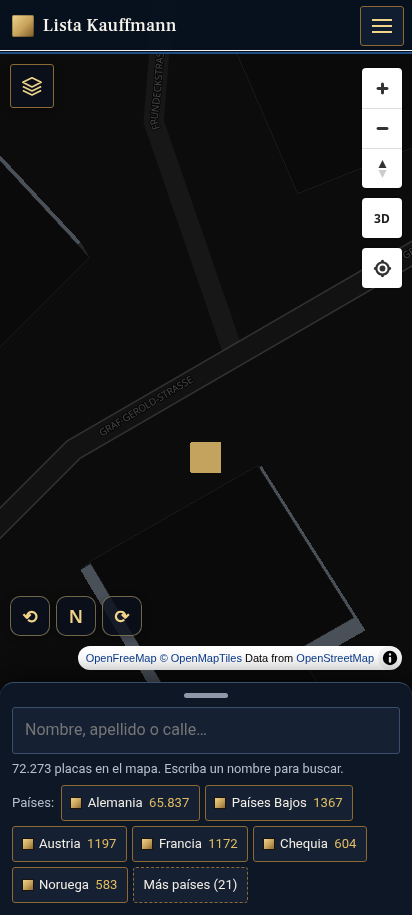 Lista Kauffmann
3D
GRAF-GEROLD-STRASSE
N
OpenFreeMap © OpenMapTiles Data from OpenStreetMap
Nombre, apellido o calle…
72.273 placas en el mapa. Escriba un nombre para buscar.
Países: Alemania 65.837 Países Bajos 1367
Austria 1197 Francia 1172 Chequia 604
Noruega 583 Más países (21)